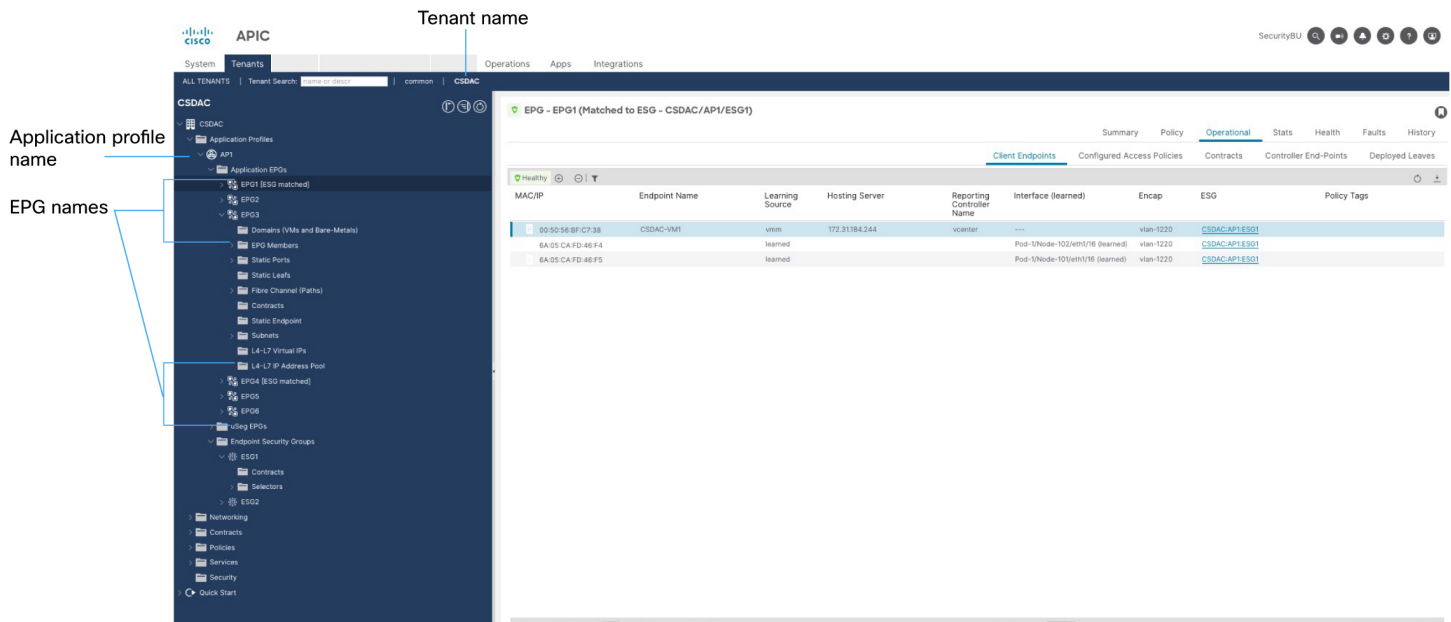 Tenant name
CISCO
APIC
SecurityBU
System Tenants Operations Apps Integrations
ALL TENANTS | Tenant Search: name or descr | common | CSDAC
CSDAC
CSDAC
Application Profiles
AP1
Application EPGs
EPG1 [ESG matched]
EPG2
EPG3
Domains (VMs and Bare-Metals)
EPG Members
Static Ports
Static Leafs
Fibre Channel (Paths)
Contracts
Static Endpoint
Subnets
L4-L7 Virtual IPs
L4-L7 IP Address Pool
EPG4 [ESG matched]
EPG5
EPG6
uSeg EPGs
Endpoint Security Groups
ESG1
Contracts
Selectors
ESG2
Networking
Contracts
Policies
Services
Security
Quick Start
Application profile
name
EPG names
EPG - EPG1 (Matched to ESG - CSDAC/AP1/ESG1)
Summary Policy Operational Stats Health Faults History
Client Endpoints Configured Access Policies Contracts Controller End-Points Deployed Leaves
Healthy
MAC/IP Endpoint Name Learning Source Hosting Server Reporting Controller Name Interface (learned) Encap ESG Policy Tags
00:50:56:BF:C7:38 CSDAC-VM1 vmm 172.31.184.244 vcenter --- vlan-1220 CSDAC:AP1:ESG1
6A:05:CA:FD:46:F4 learned Pod-1/Node-102/eth1/16 (learned) vlan-1220 CSDAC:AP1:ESG1
6A:05:CA:FD:46:F5 learned Pod-1/Node-101/eth1/16 (learned) vlan-1220 CSDAC:AP1:ESG1